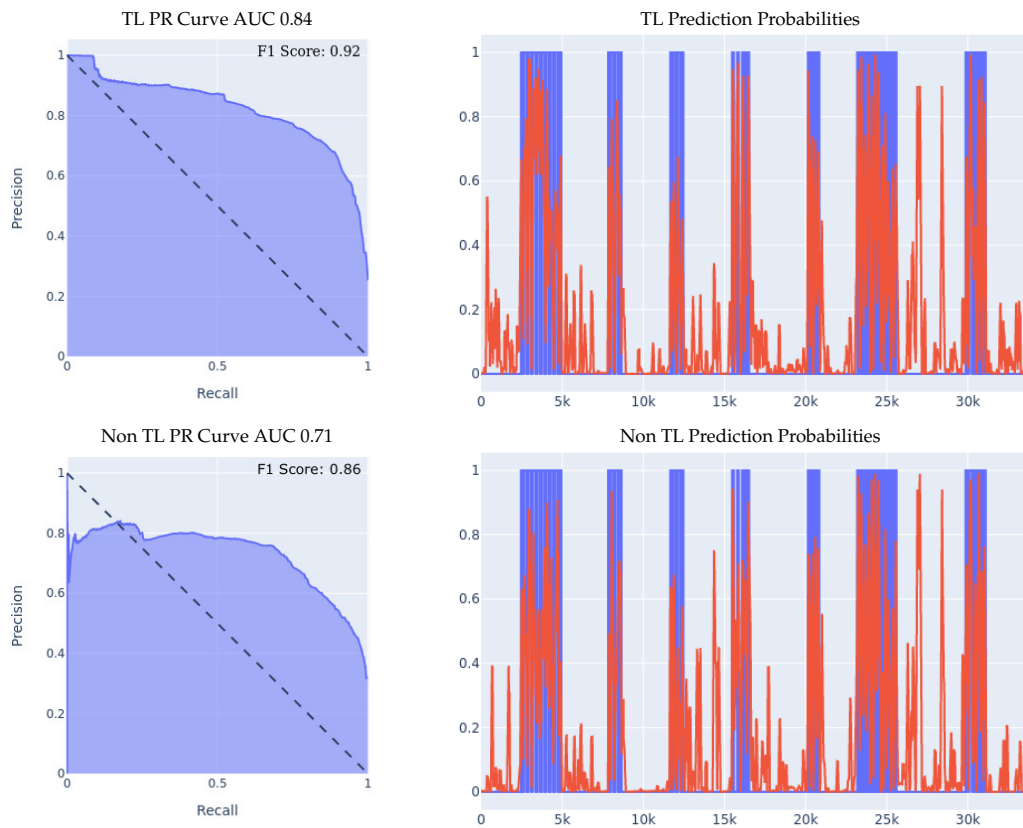 TL PR Curve AUC 0.84
F1 Score: 0.92
1
0.8
0.6
0.4
0.2
0
0
0.5
1
Precision
Recall
TL Prediction Probabilities
1
0.8
0.6
0.4
0.2
0
0
5k
10k
15k
20k
25k
30k
Non TL PR Curve AUC 0.71
F1 Score: 0.86
1
0.8
0.6
0.4
0.2
0
0
0.5
1
Precision
Recall
Non TL Prediction Probabilities
1
0.8
0.6
0.4
0.2
0
0
5k
10k
15k
20k
25k
30k